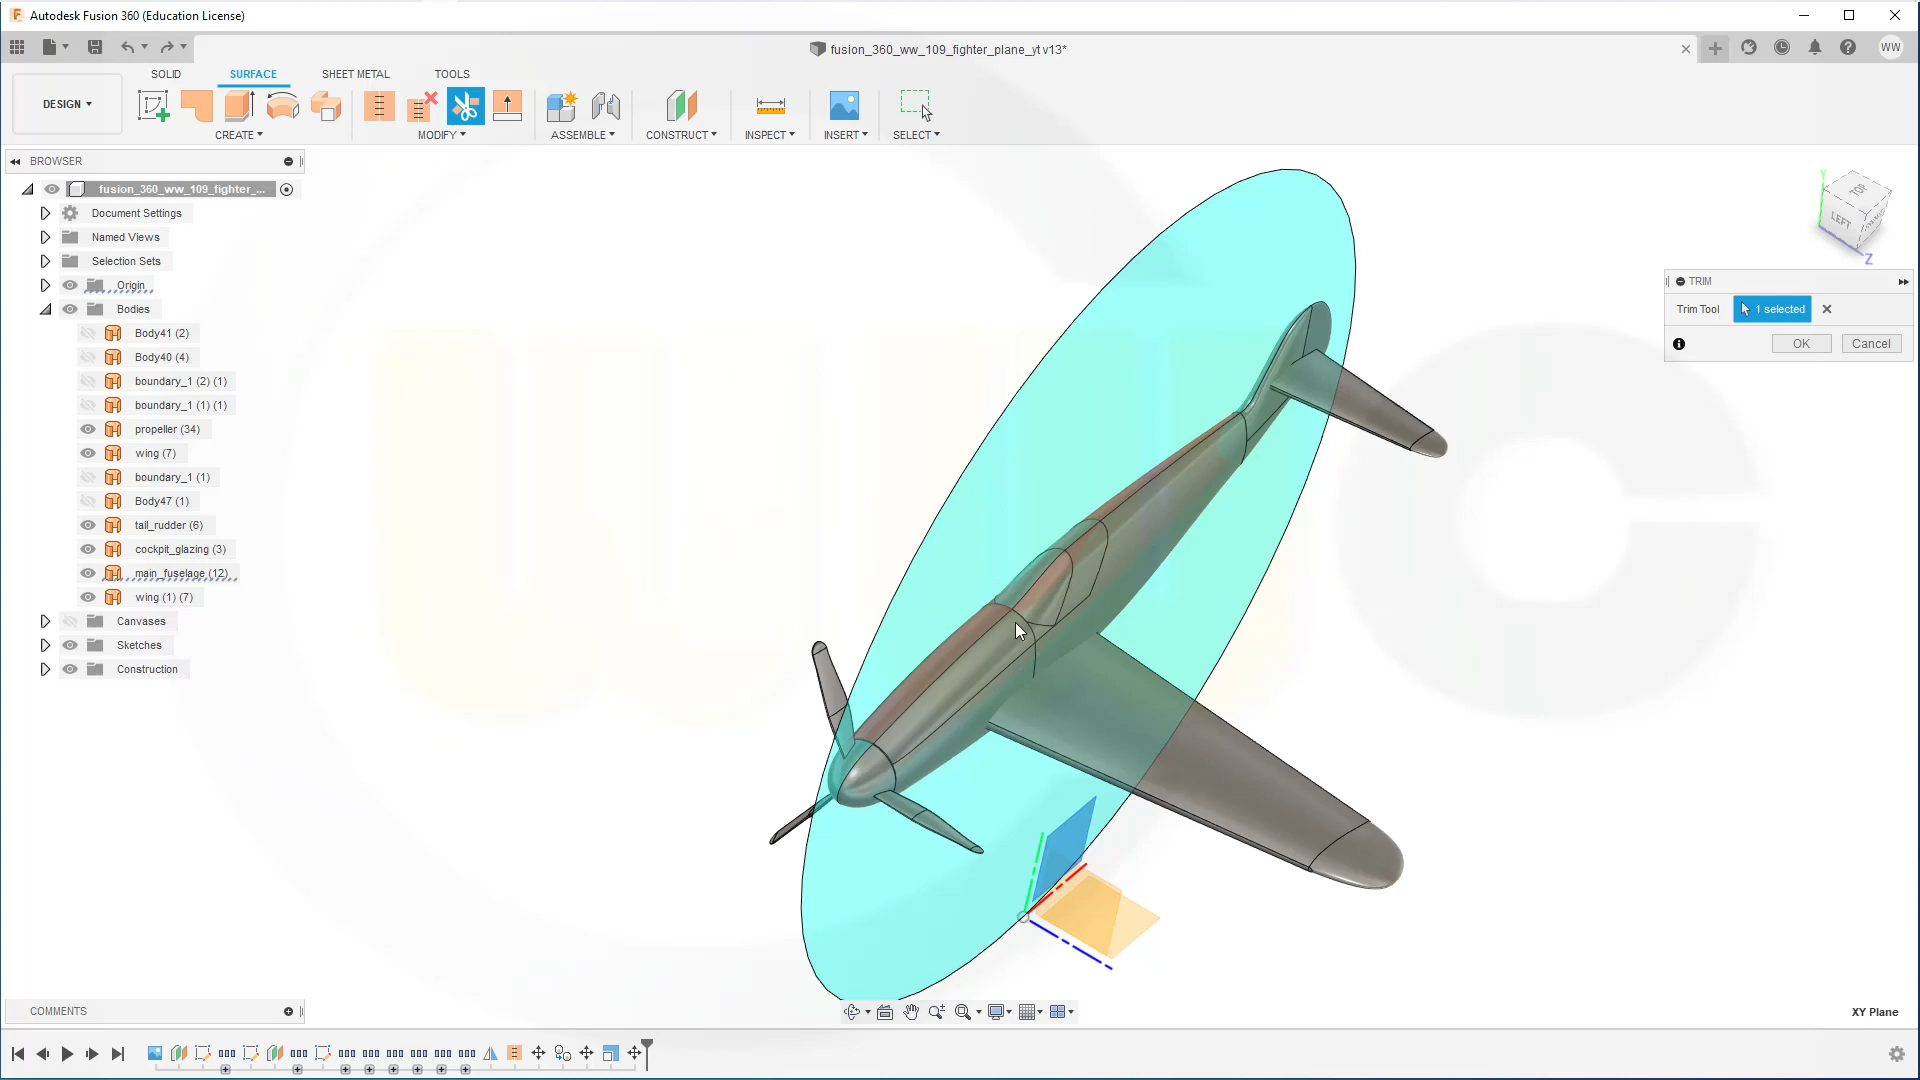 Autodesk Fusion 360 (Education License)
fusion_360_ww_109_fighter_plane_yt v13*
WW
DESIGN
SOLID
SURFACE
SHEET METAL
TOOLS
CREATE
MODIFY
ASSEMBLE
CONSTRUCT
INSPECT
INSERT
SELECT
BROWSER
fusion_360_ww_109_fighter_...
Document Settings
Named Views
Selection Sets
Origin
Bodies
Body41 (2)
Body40 (4)
boundary_1 (2) (1)
boundary_1 (1) (1)
propeller (34)
wing (7)
boundary_1 (1)
Body47 (1)
tail_rudder (6)
cockpit_glazing (3)
main_fuselage (12)
wing (1) (7)
Canvases
Sketches
Construction
Y
TOP
LEFT
Z
TRIM
Trim Tool
1 selected
OK
Cancel
COMMENTS
XY Plane